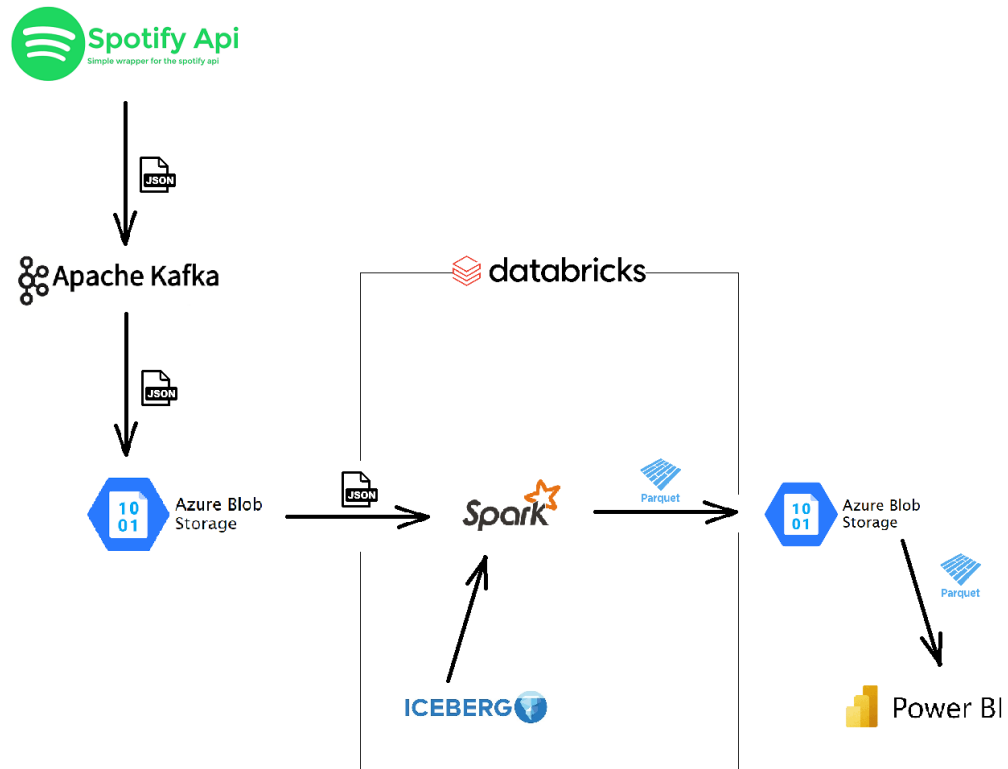 Spotify Api
Simple wrapper for the spotify api
JSON
Apache Kafka
databricks
JSON
JSON
Parquet
10
01
Azure Blob
Storage
Spark
10
01
Azure Blob
Storage
Parquet
ICEBERG
Power BI